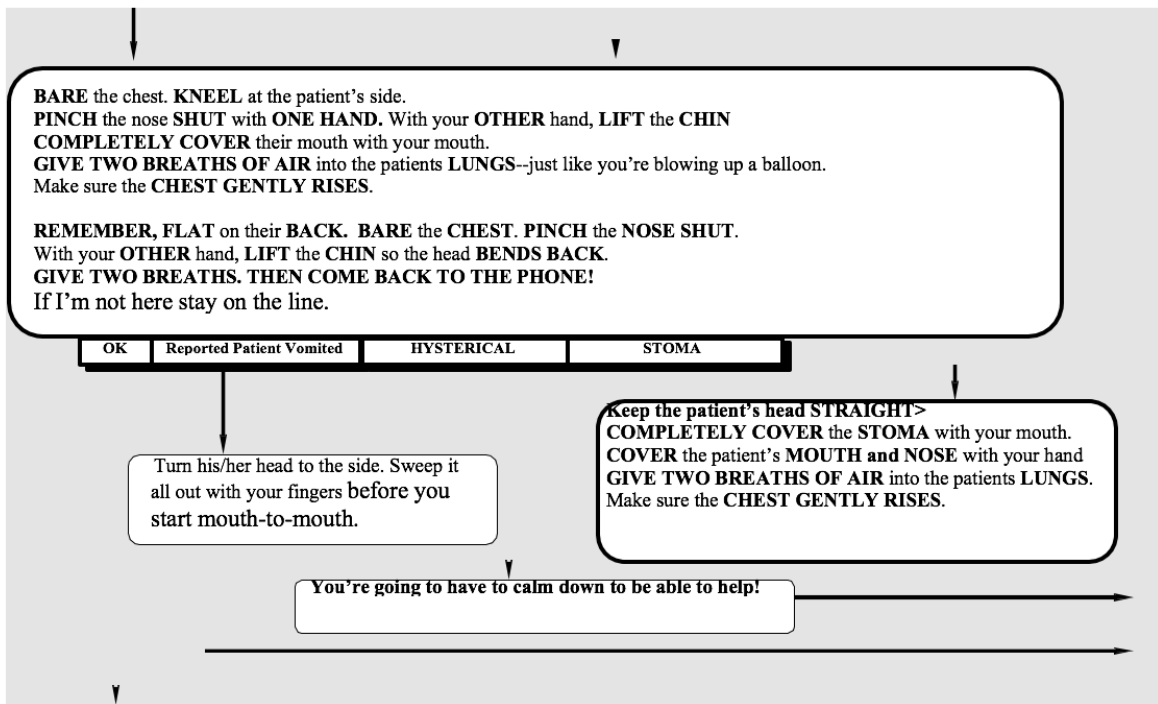 BARE the chest. KNEEL at the patient's side.
PINCH the nose SHUT with ONE HAND. With your OTHER hand, LIFT the CHIN
COMPLETELY COVER their mouth with your mouth.
GIVE TWO BREATHS OF AIR into the patients LUNGS--just like you're blowing up a balloon.
Make sure the CHEST GENTLY RISES.
REMEMBER, FLAT on their BACK. BARE the CHEST. PINCH the NOSE SHUT.
With your OTHER hand, LIFT the CHIN so the head BENDS BACK.
GIVE TWO BREATHS. THEN COME BACK TO THE PHONE!
If I'm not here stay on the line.
OK Reported Patient Vomited HYSTERICAL STOMA
Keep the patient's head STRAIGHT>
COMPLETELY COVER the STOMA with your mouth.
COVER the patient's MOUTH and NOSE with your hand
GIVE TWO BREATHS OF AIR into the patients LUNGS.
Make sure the CHEST GENTLY RISES.
Turn his/her head to the side. Sweep it
all out with your fingers before you
start mouth-to-mouth.
You're going to have to calm down to be able to help!